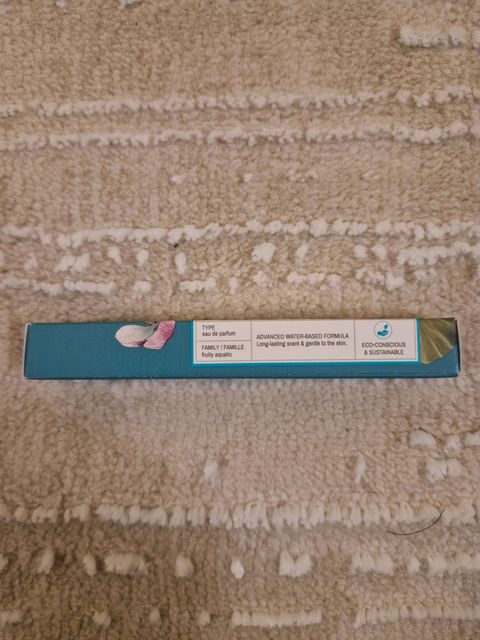 TYPE
eau de parfum
FAMILY / FAMILLE
fruity aquatic
ADVANCED WATER-BASED FORMULA
Long-lasting scent & gentle to the skin.
ECO-CONSCIOUS
& SUSTAINABLE